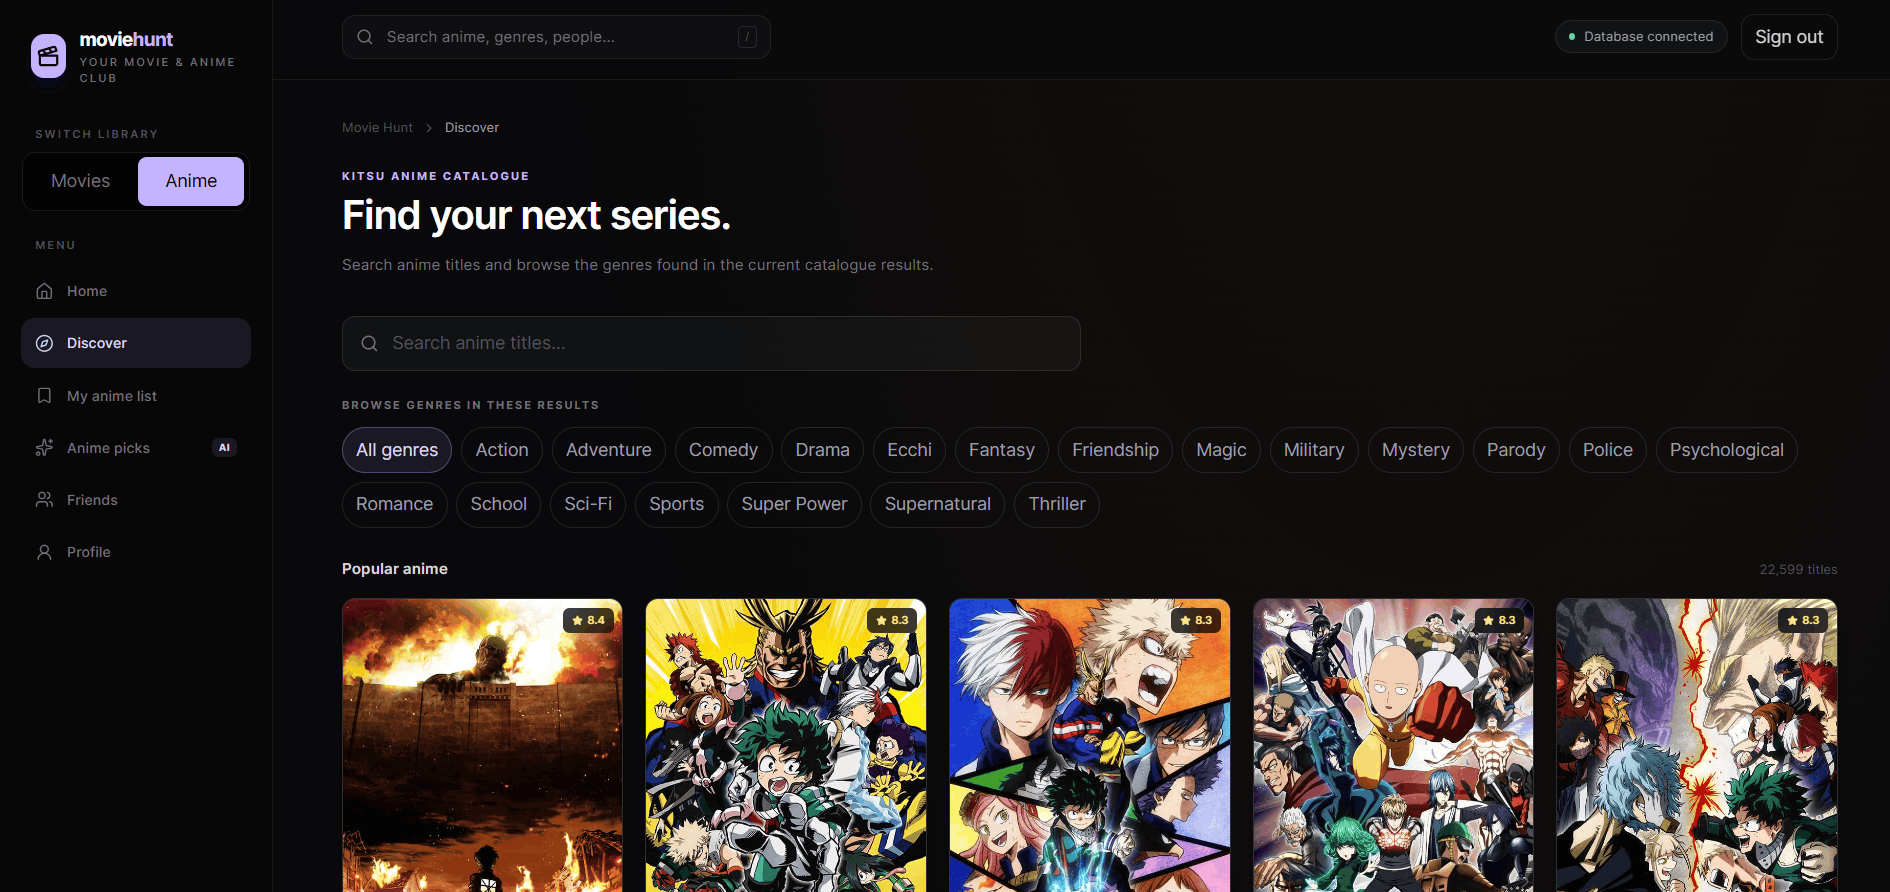 moviehunt
YOUR MOVIE & ANIME
CLUB
SWITCH LIBRARY
Movies
Anime
MENU
Home
Discover
My anime list
Anime picks
AI
Friends
Profile
Search anime, genres, people...
/
Database connected
Sign out
Movie Hunt > Discover
KITSU ANIME CATALOGUE
Find your next series.
Search anime titles and browse the genres found in the current catalogue results.
Search anime titles...
BROWSE GENRES IN THESE RESULTS
All genres Action Adventure Comedy Drama Ecchi Fantasy Friendship Magic Military Mystery Parody Police Psychological
Romance School Sci-Fi Sports Super Power Supernatural Thriller
Popular anime
22,599 titles
★ 8.4
★ 8.3
★ 8.3
★ 8.3
★ 8.3